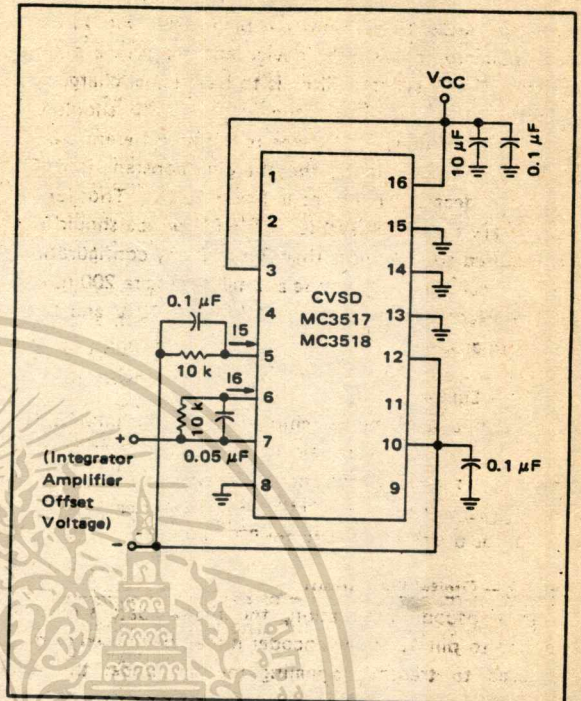 VCC
10 µF
0.1 µF
1
16
2
15
3
14
4
CVSD
MC3517
MC3518
13
0.1 µF
I5
5
12
10 k
I6
6
11
10 k
+
7
10
0.05 µF
0.1 µF
(Integrator
Amplifier
Offset
Voltage)
8
9
−